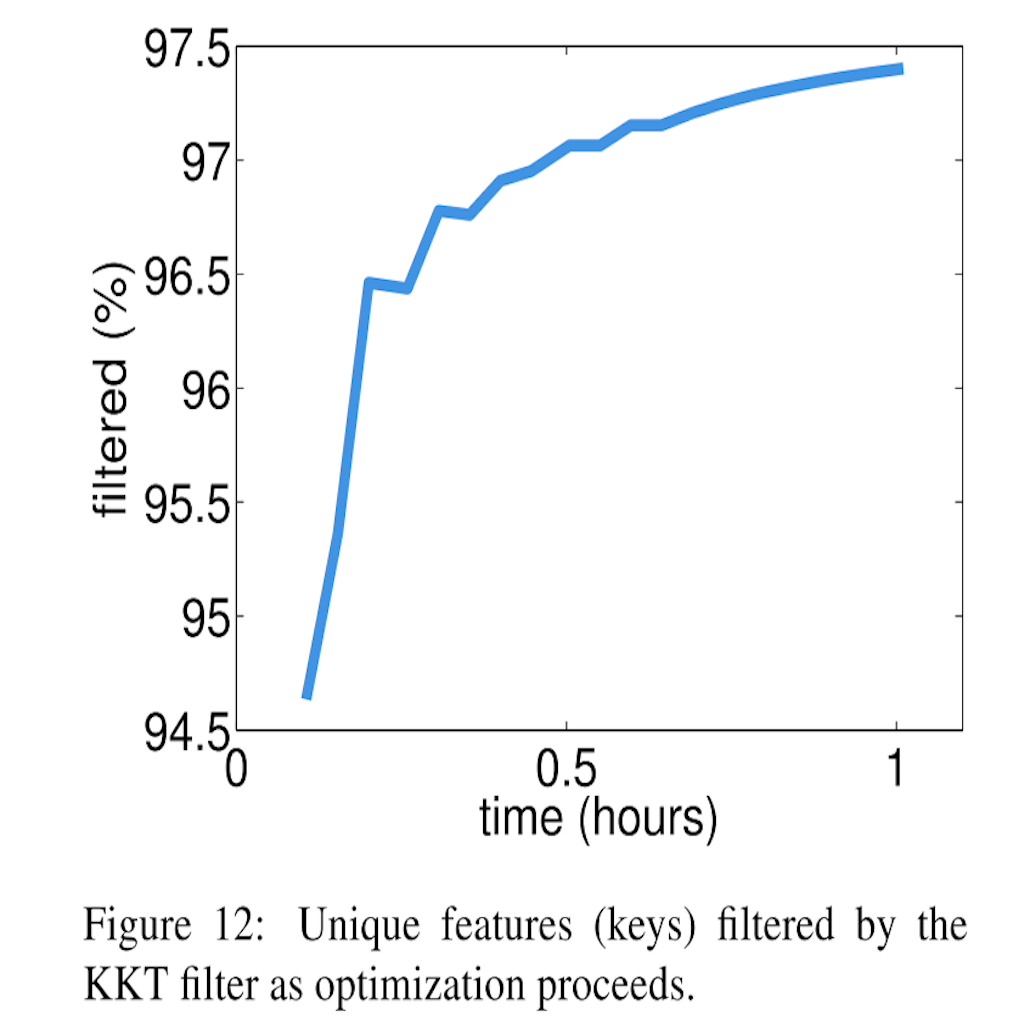 97.5
97
96.5
96
95.5
95
94.5
filtered (%)
0 0.5 1
time (hours)
Figure 12: Unique features (keys) filtered by the
KKT filter as optimization proceeds.